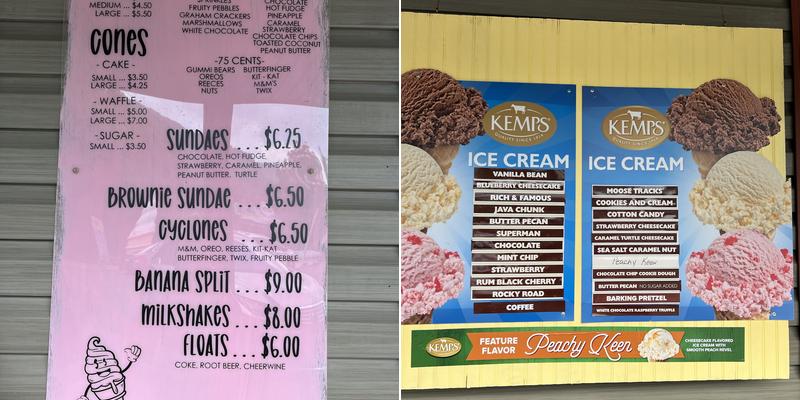 MEDIUM ... $4.50
LARGE ... $5.50
SPRINKLES
FRUITY PEBBLES
GRAHAM CRACKERS
MARSHMALLOWS
WHITE CHOCOLATE
CHOCOLATE
HOT FUDGE
PINEAPPLE
CARAMEL
STRAWBERRY
CHOCOLATE CHIPS
TOASTED COCONUT
PEANUT BUTTER
CONES
- CAKE -
SMALL ... $3.50
LARGE ... $4.25
- WAFFLE -
SMALL ... $5.00
LARGE ... $7.00
- SUGAR -
SMALL ... $3.50
-75 CENTS-
GUMMI BEARS
OREOS
REECES
NUTS
BUTTERFINGER
KIT - KAT
M&M'S
TWIX
SUNDAES ... $6.25
CHOCOLATE, HOT FUDGE,
STRAWBERRY, CARAMEL, PINEAPPLE,
PEANUT BUTTER, TURTLE
BROWNIE SUNDAE ... $6.50
CYCLONES ... $6.50
M&M, OREO, REESES, KIT-KAT
BUTTERFINGER, TWIX, FRUITY PEBBLE
BANANA SPLIT ... $9.00
MILKSHAKES ... $8.00
FLOATS ... $6.00
COKE, ROOT BEER, CHEERWINE
KEMPS
QUALITY SINCE 1914
ICE CREAM
VANILLA BEAN
BLUEBERRY CHEESECAKE
RICH & FAMOUS
JAVA CHUNK
BUTTER PECAN
SUPERMAN
CHOCOLATE
MINT CHIP
STRAWBERRY
RUM BLACK CHERRY
ROCKY ROAD
COFFEE
KEMPS
QUALITY SINCE 1914
ICE CREAM
MOOSE TRACKS
COOKIES AND CREAM
COTTON CANDY
STRAWBERRY CHEESECAKE
CARAMEL TURTLE CHEESECAKE
SEA SALT CARAMEL NUT
Peachy Keen
CHOCOLATE CHIP COOKIE DOUGH
BUTTER PECAN NO SUGAR ADDED
BARKING PRETZEL
WHITE CHOCOLATE RASPBERRY TRUFFLE
KEMPS
FEATURE
FLAVOR
Peachy Keen
CHEESECAKE FLAVORED
ICE CREAM WITH
SMOOTH PEACH REVEL